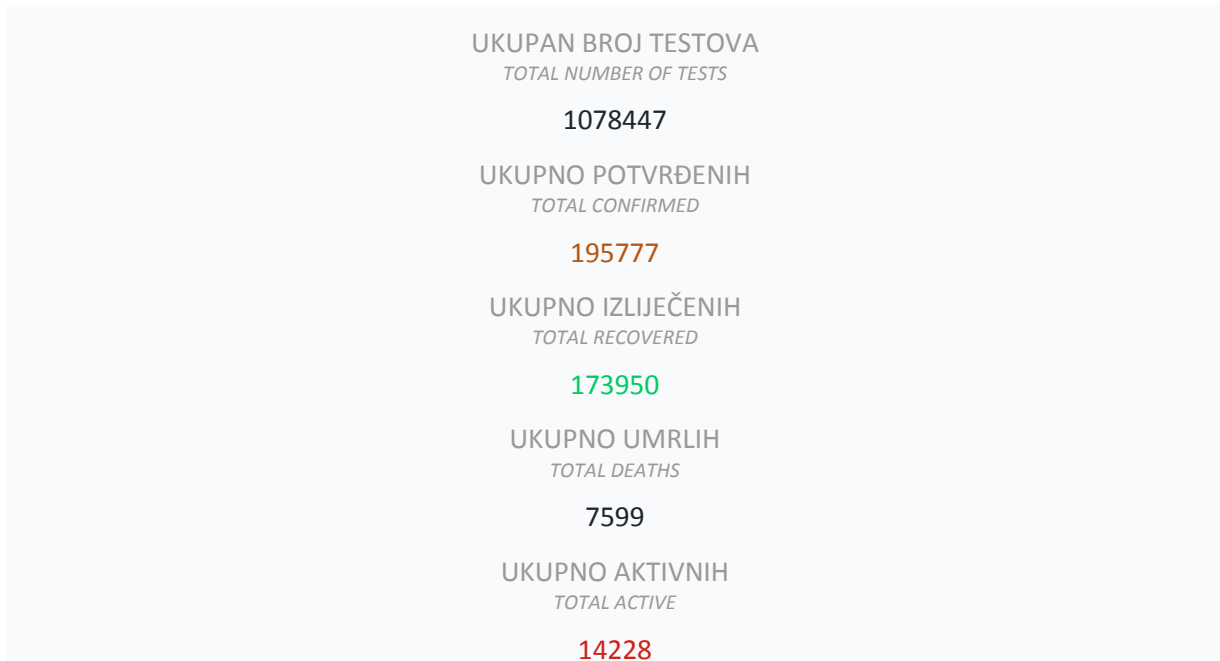 UKUPAN BROJ TESTOVA
TOTAL NUMBER OF TESTS
1078447
UKUPNO POTVRĐENIH
TOTAL CONFIRMED
195777
UKUPNO IZLIJEČENIH
TOTAL RECOVERED
173950
UKUPNO UMRLIH
TOTAL DEATHS
7599
UKUPNO AKTIVNIH
TOTAL ACTIVE
14228